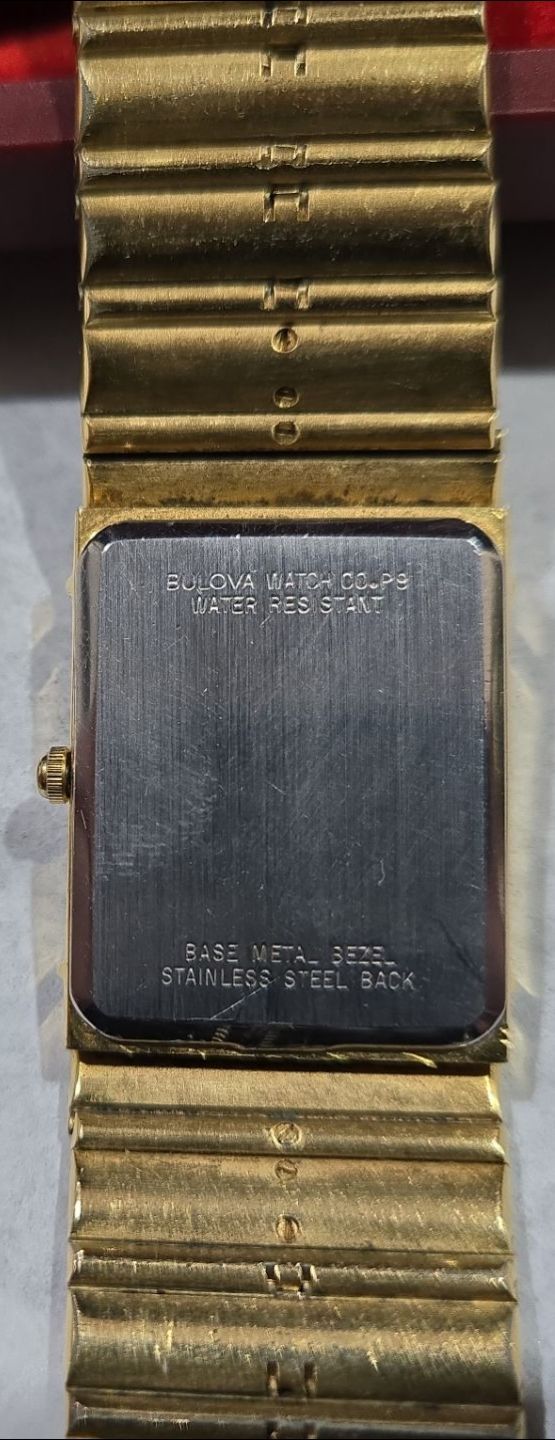 BULOVA WATCH CO.P9
WATER RESISTANT
BASE METAL BEZEL
STAINLESS STEEL BACK